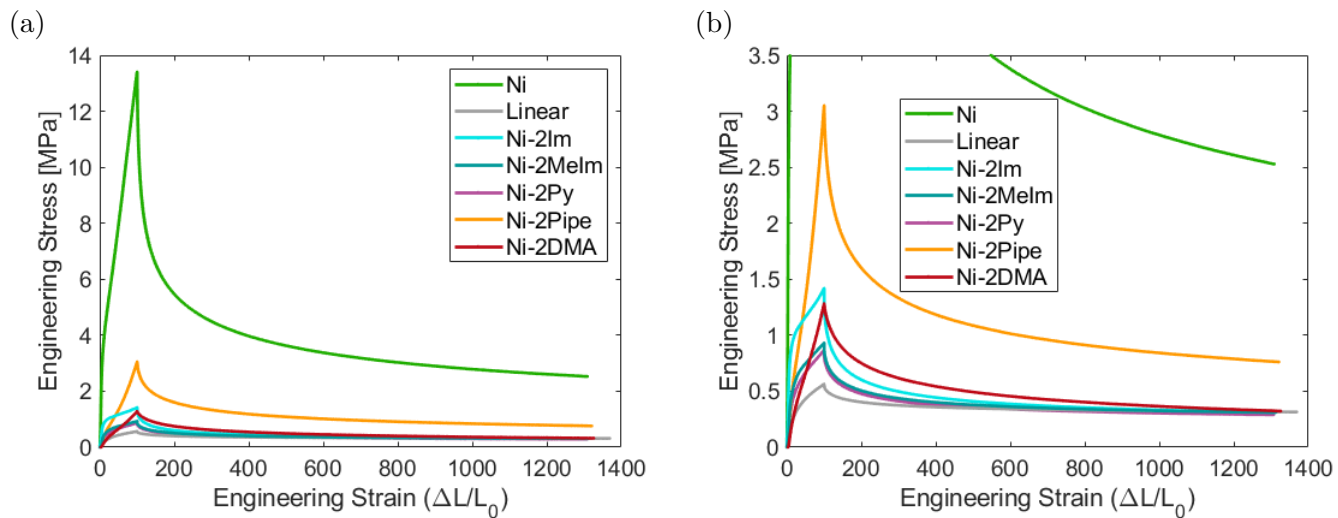 (a)
14
12
10
8
6
4
2
0
Engineering Stress [MPa]
0 200 400 600 800 1000 1200 1400
Engineering Strain (ΔL/L₀)
Ni
Linear
Ni-2Im
Ni-2MeIm
Ni-2Py
Ni-2Pipe
Ni-2DMA
(b)
3.5
3
2.5
2
1.5
1
0.5
0
Engineering Stress [MPa]
0 200 400 600 800 1000 1200 1400
Engineering Strain (ΔL/L₀)
Ni
Linear
Ni-2Im
Ni-2MeIm
Ni-2Py
Ni-2Pipe
Ni-2DMA